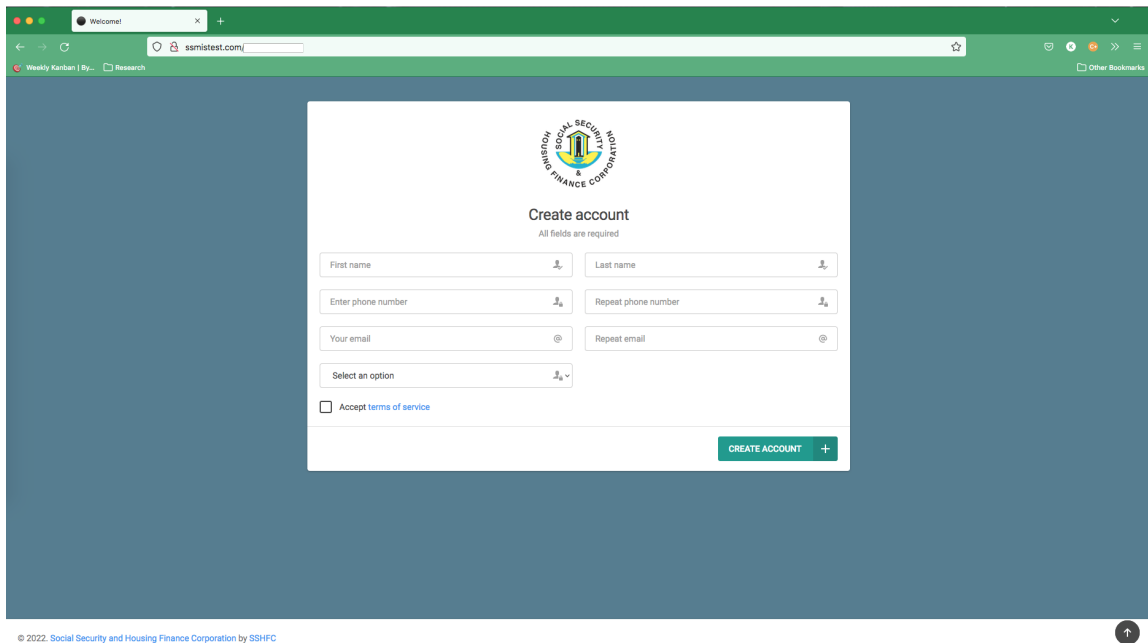 Welcome!
ssmistest.com/
Weekly Kanban | By... Research
Other Bookmarks
SOCIAL SECURITY
&
HOUSING FINANCE CORPORATION
Create account
All fields are required
First name
Last name
Enter phone number
Repeat phone number
Your email
@
Repeat email
@
Select an option
Accept terms of service
CREATE ACCOUNT +
© 2022. Social Security and Housing Finance Corporation by SSHFC